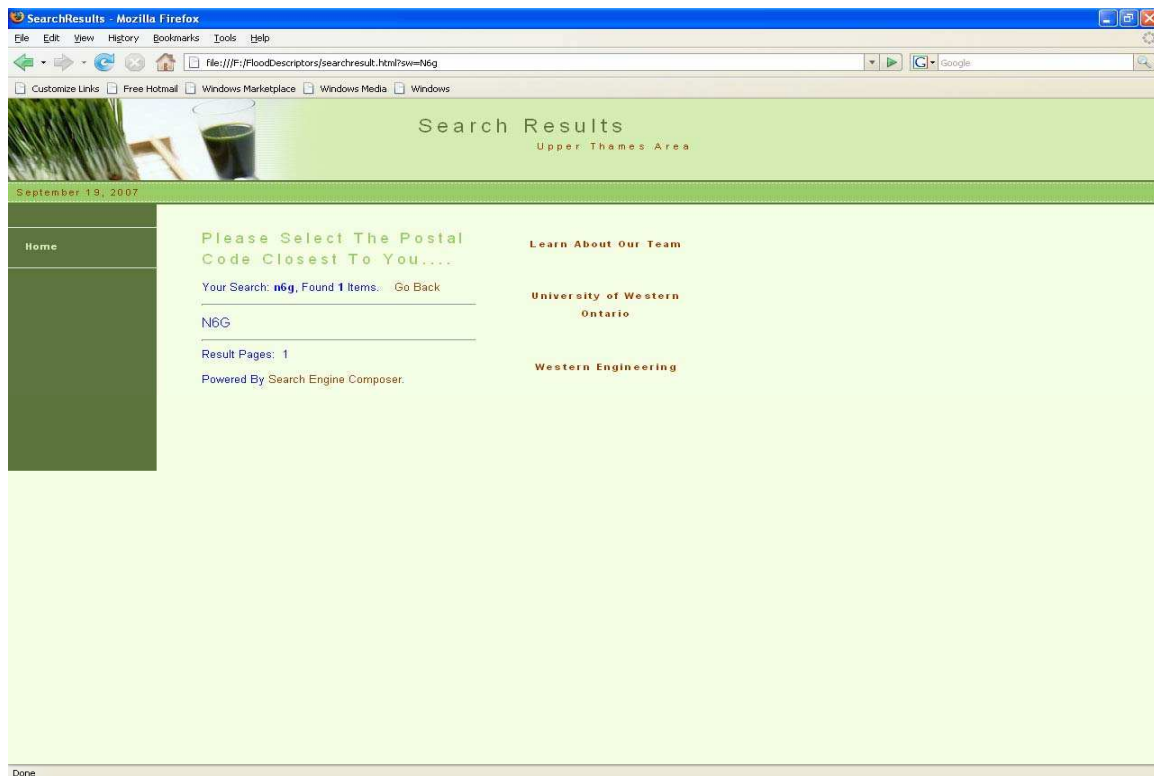 SearchResults - Mozilla Firefox
File Edit View History Bookmarks Tools Help
file:///F:/FloodDescriptors/searchresult.html?sw=N6g
G Google
Customize Links Free Hotmail Windows Marketplace Windows Media Windows
Search Results
Upper Thames Area
September 19, 2007
Home
Please Select The Postal
Code Closest To You....
Your Search: n6g, Found 1 Items. Go Back
N6G
Result Pages: 1
Powered By Search Engine Composer.
Learn About Our Team
University of Western
Ontario
Western Engineering
Done